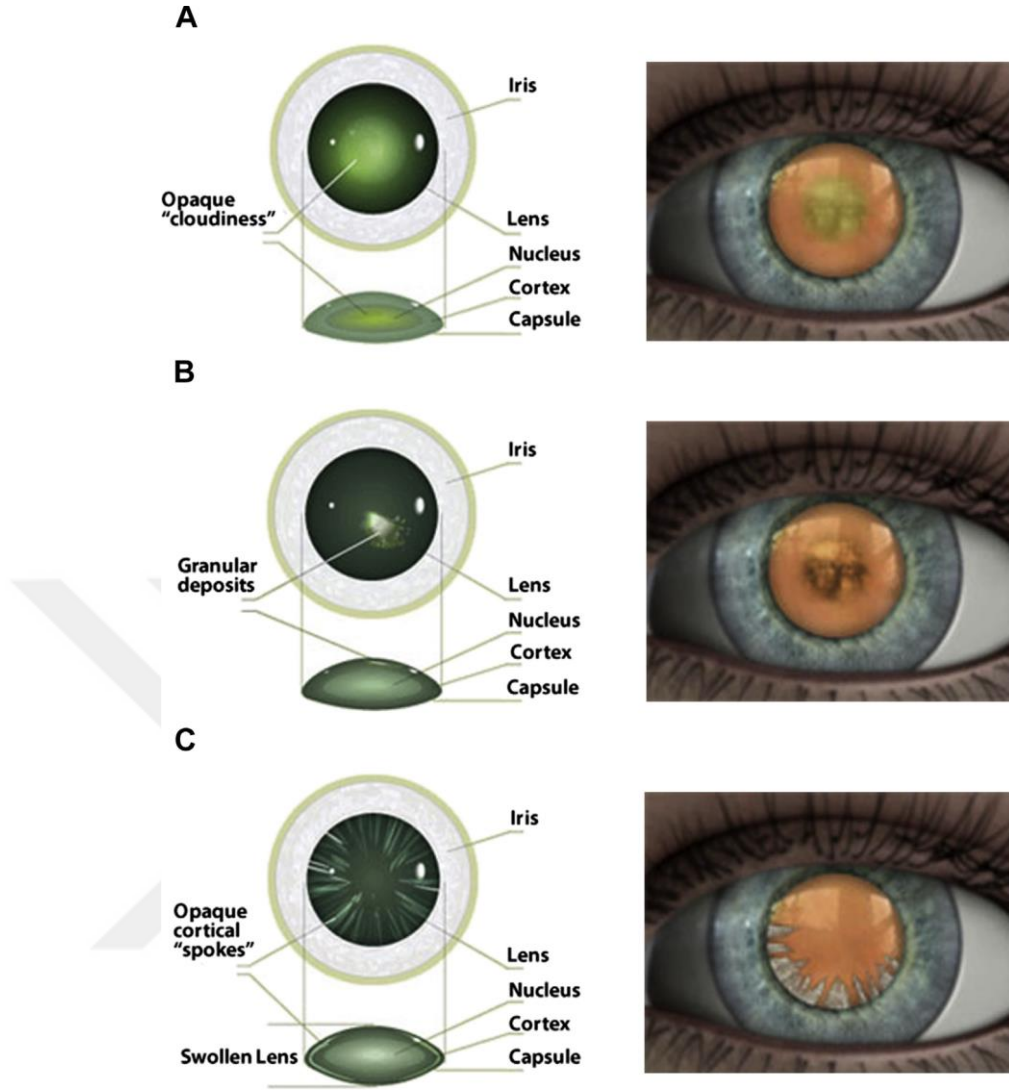 A
Iris
Opaque
“cloudiness”
Lens
Nucleus
Cortex
Capsule
B
Iris
Granular
deposits
Lens
Nucleus
Cortex
Capsule
C
Iris
Opaque
cortical
“spokes”
Lens
Nucleus
Cortex
Swollen Lens
Capsule